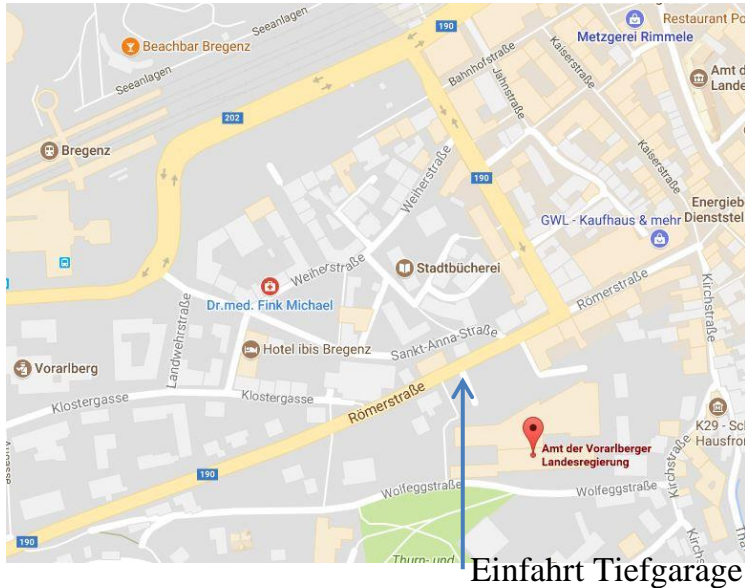 Seeanlagen
190
Restaurant Po
Metzgerei Rimmele
Beachbar Bregenz
Seeanlagen
Bahnhofstraße
Jahnstraße
Kaiserstraße
Amt d
Lande
202
Bregenz
190
Weiherstraße
Kaiserstraße
Energiebe
Dienststel
GWL - Kaufhaus & mehr
Stadtbücherei
Weiherstraße
Dr.med. Fink Michael
Römerstraße
Kirchstraße
Landwehrstraße
Hotel ibis Bregenz
Sankt-Anna-Straße
Vorarlberg
Klostergasse
Klostergasse
Römerstraße
K29 - Sch
Hausfron
Amt der Vorarlberger
Landesregierung
Kirchstraße
190
Wolfeggstraße
Wolfeggstraße
190
Thurn- und
Kirchs
Einfahrt Tiefgarage